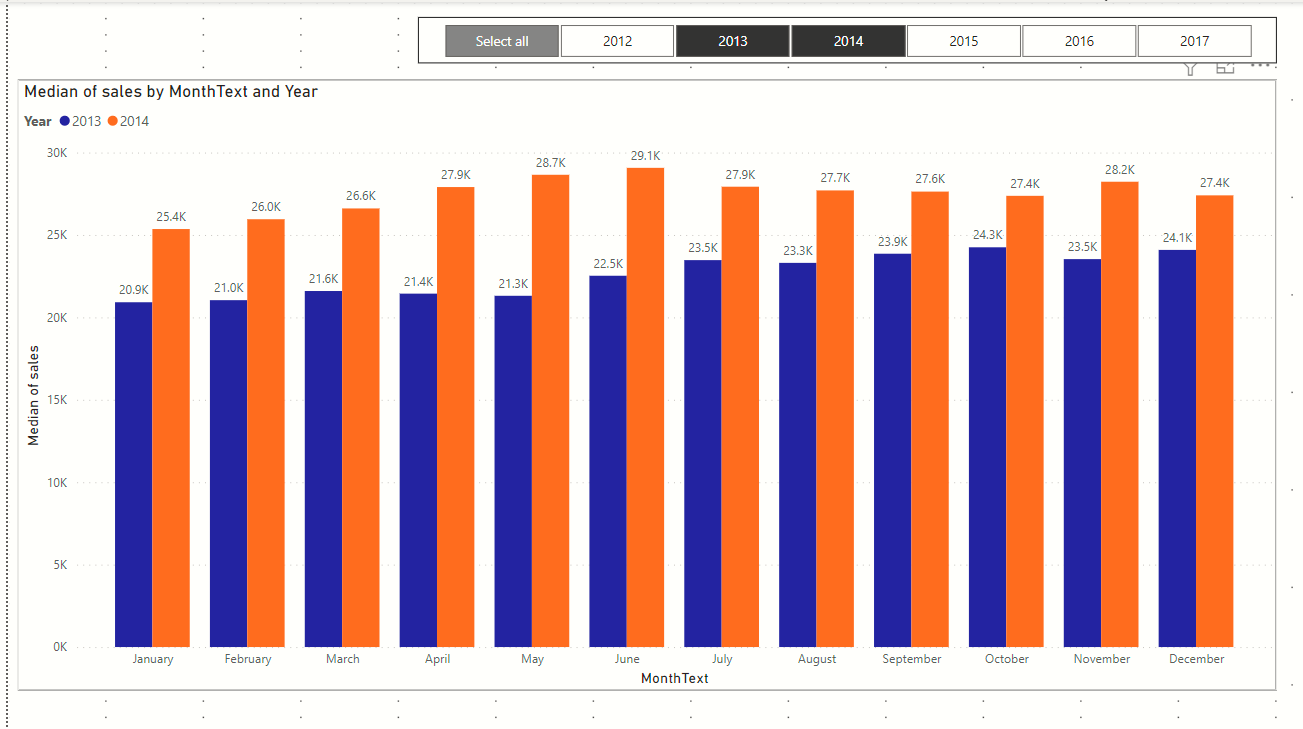 Select all 2012 2013 2014 2015 2016 2017
Median of sales by MonthText and Year
Year 2013 2014
30K
25K
20K
15K
10K
5K
0K
Median of sales
20.9K 25.4K
21.0K 26.0K
21.6K 26.6K
21.4K 27.9K
21.3K 28.7K
22.5K 29.1K
23.5K 27.9K
23.3K 27.7K
23.9K 27.6K
24.3K 27.4K
23.5K 28.2K
24.1K 27.4K
January February March April May June July August September October November December
MonthText